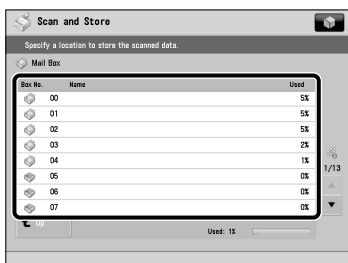 Scan and Store
Specify a location to store the scanned data.
Mail Box
Box No. Name Used
00 5%
01 5%
02 5%
03 2%
04 1%
05 0%
06 0%
07 0%
1/13
Up
Used: 1%